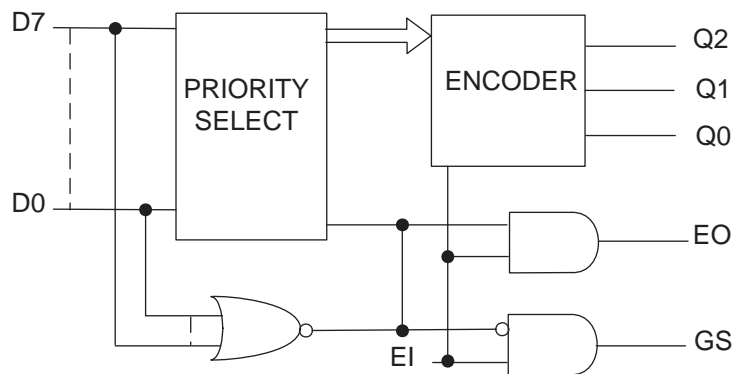 D7
D0
PRIORITY
SELECT
ENCODER
Q2
Q1
Q0
EO
EI
GS